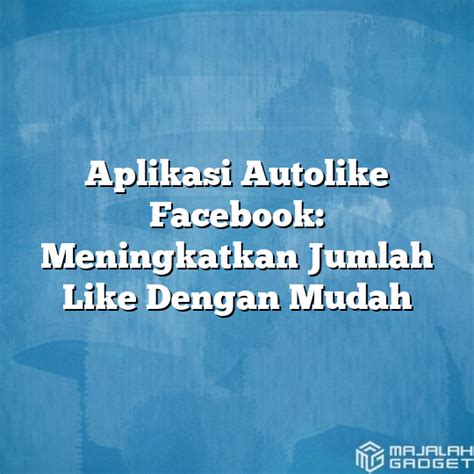 Aplikasi Autolike
Facebook:
Meningkatkan Jumlah
Like Dengan Mudah
MAJALAH
GADGET